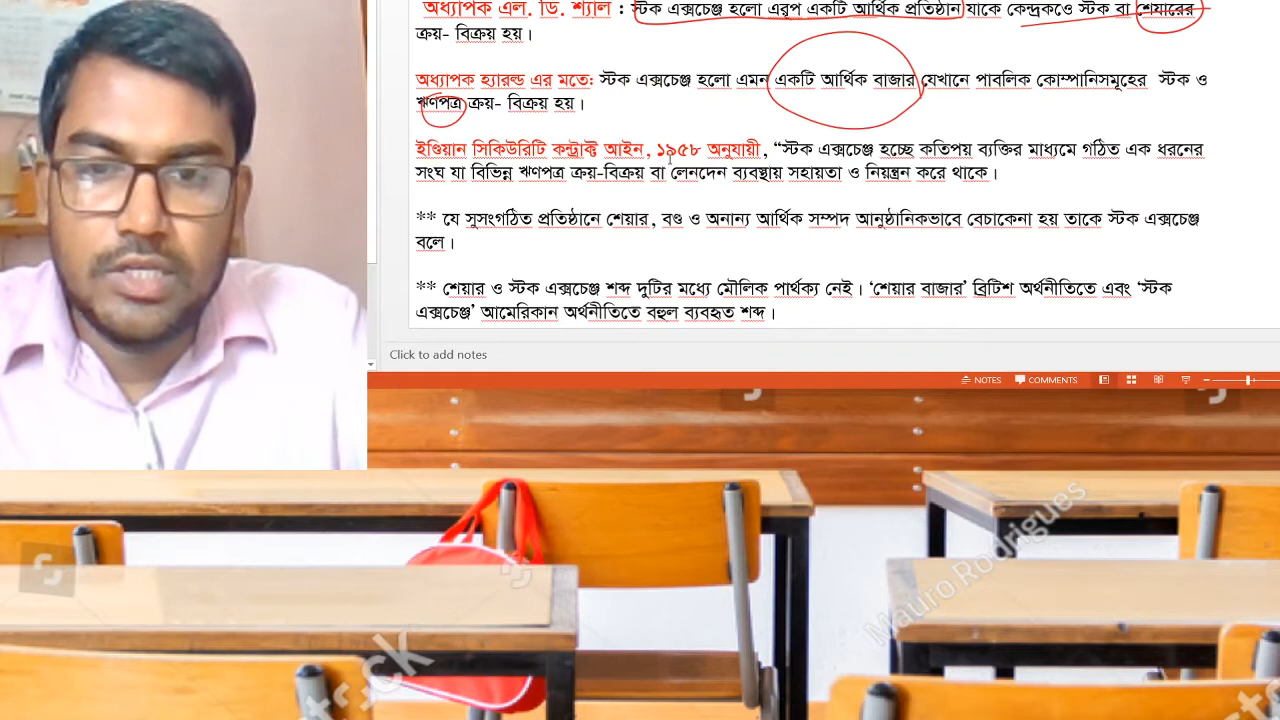 অধ্যাপক এল. ডি. শ্যাল : স্টক এক্সচেঞ্জ হলো এরুপ একটি আর্থিক প্রতিষ্ঠান যাকে কেন্দ্রকওে স্টক বা শেয়ারের
ক্রয়- বিক্রয় হয়।
অধ্যাপক হ্যারল্ড এর মতে: স্টক এক্সচেঞ্জ হলো এমন একটি আর্থিক বাজার যেখানে পাবলিক কোম্পানিসমূহের স্টক ও
ঋণপত্র ক্রয়- বিক্রয় হয়।
ইণ্ডিয়ান সিকিউরিটি কন্ট্রাক্ট আইন, ১৯৫৮ অনুযায়ী, “স্টক এক্সচেঞ্জ হচ্ছে কতিপয় ব্যক্তির মাধ্যমে গঠিত এক ধরনের
সংঘ যা বিভিন্ন ঋণপত্র ক্রয়-বিক্রয় বা লেনদেন ব্যবস্থায় সহায়তা ও নিয়ন্ত্রন করে থাকে।
** যে সুসংগঠিত প্রতিষ্ঠানে শেয়ার, বণ্ড ও অনান্য আর্থিক সম্পদ আনুষ্ঠানিকভাবে বেচাকেনা হয় তাকে স্টক এক্সচেঞ্জ
বলে।
** শেয়ার ও স্টক এক্সচেঞ্জ শব্দ দুটির মধ্যে মৌলিক পার্থক্য নেই। ‘শেয়ার বাজার’ ব্রিটিশ অর্থনীতিতে এবং ‘স্টক
এক্সচেঞ্জ’ আমেরিকান অর্থনীতিতে বহুল ব্যবহৃত শব্দ।
Click to add notes
NOTES COMMENTS
Mauro Rodrigues